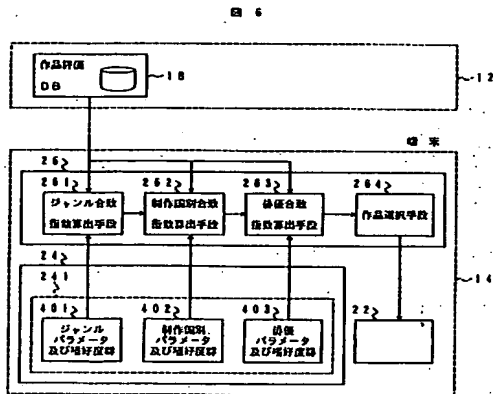 図 6
作品評価
DB
18
12
端末
26
261
262
263
264
ジャンル合致
指数算出手段
制作国別合致
指数算出手段
俳優合致
指数算出手段
作品選択手段
14
24
241
401
402
403
22
ジャンル
パラメータ
及び嗜好度録
制作国別
パラメータ
及び嗜好度録
俳優
パラメータ
及び嗜好度録